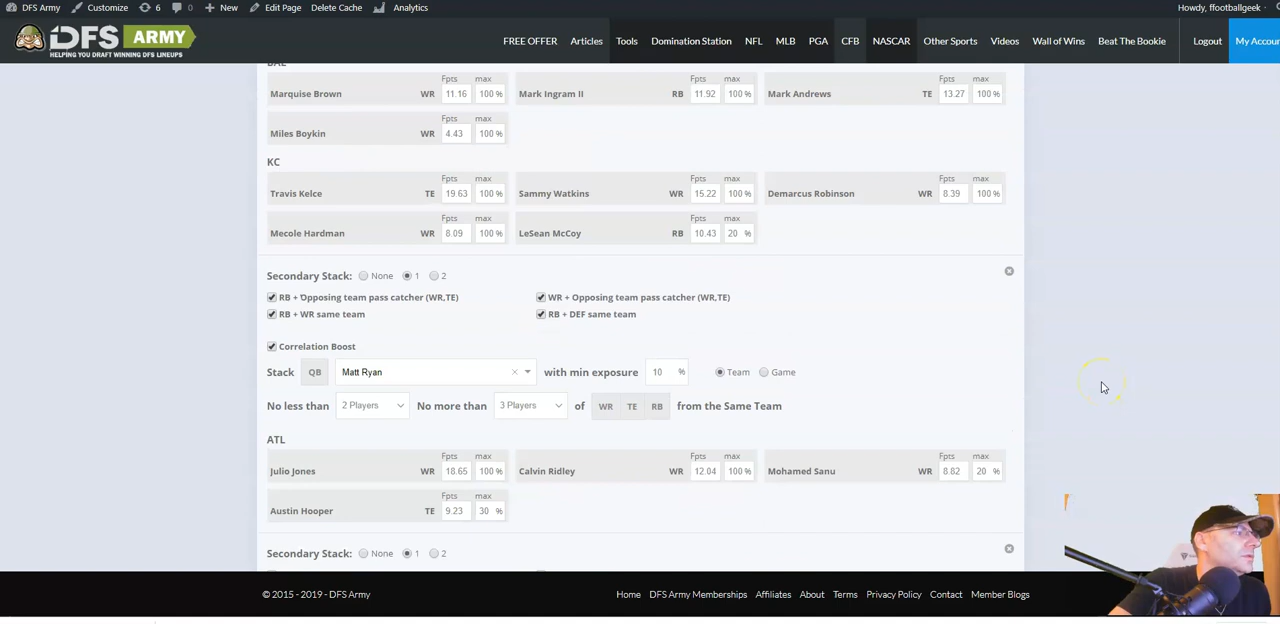 DFS Army Customize 6 0 New Edit Page Delete Cache Analytics Howdy, ffootballgeek
DFS ARMY
HELPING YOU DRAFT WINNING DFS LINEUPS
FREE OFFER Articles Tools Domination Station NFL MLB PGA CFB NASCAR Other Sports Videos Wall of Wins Beat The Bookie Logout My Accour
BAL
Fpts max Fpts max Fpts max
Marquise Brown WR 11.16 100 % Mark Ingram II RB 11.92 100 % Mark Andrews TE 13.27 100 %
Fpts max
Miles Boykin WR 4.43 100 %
KC
Fpts max Fpts max Fpts max
Travis Kelce TE 19.63 100 % Sammy Watkins WR 15.22 100 % Demarcus Robinson WR 8.39 100 %
Fpts max Fpts max
Mecole Hardman WR 8.09 100 % LeSean McCoy RB 10.43 20 %
Secondary Stack: None 1 2
RB + Opposing team pass catcher (WR,TE) WR + Opposing team pass catcher (WR,TE)
RB + WR same team RB + DEF same team
Correlation Boost
Stack QB Matt Ryan × with min exposure 10 % Team Game
No less than 2 Players No more than 3 Players of WR TE RB from the Same Team
ATL
Fpts max Fpts max Fpts max
Julio Jones WR 18.65 100 % Calvin Ridley WR 12.04 100 % Mohamed Sanu WR 8.82 20 %
Fpts max
Austin Hooper TE 9.23 30 %
Secondary Stack: None 1 2
© 2015 - 2019 - DFS Army Home DFS Army Memberships Affiliates About Terms Privacy Policy Contact Member Blogs